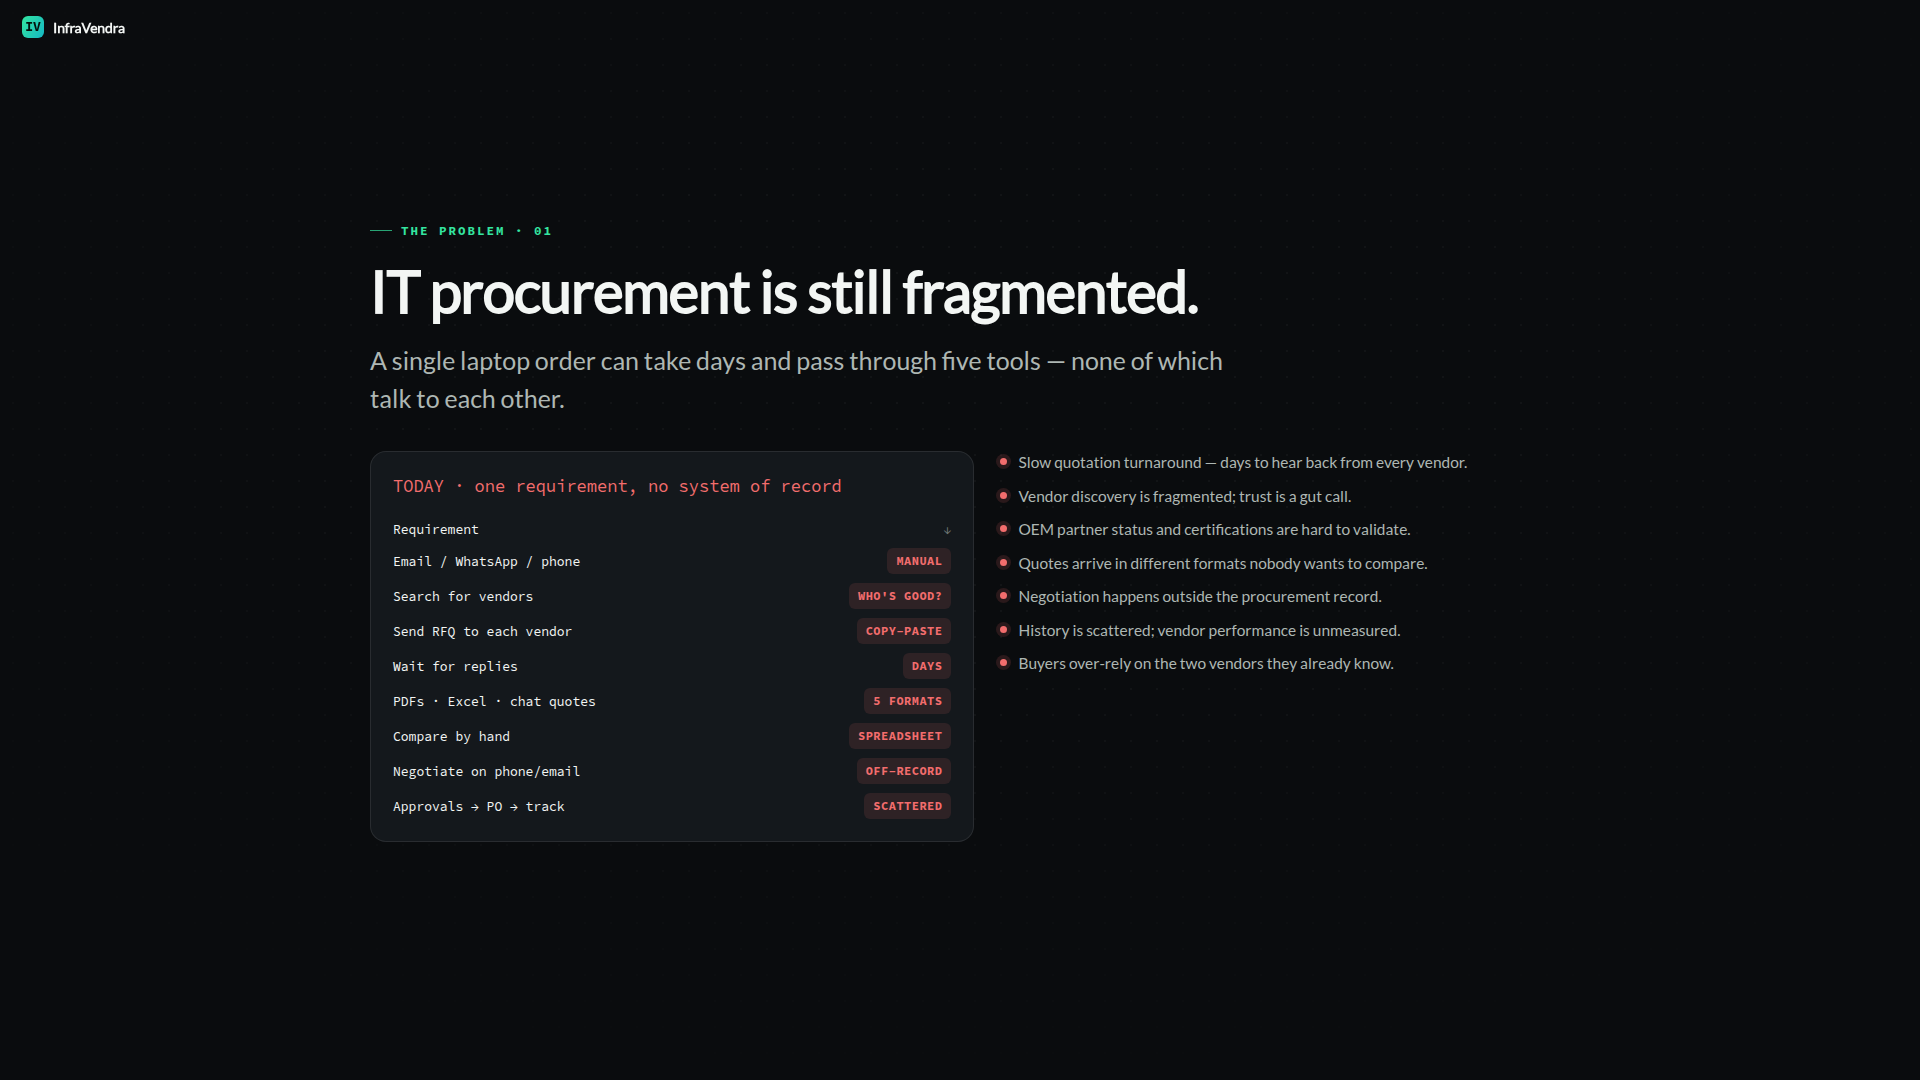 IV InfraVendra
THE PROBLEM · 01
IT procurement is still fragmented.
A single laptop order can take days and pass through five tools — none of which
talk to each other.
TODAY · one requirement, no system of record
Requirement ↓
Email / WhatsApp / phone MANUAL
Search for vendors WHO'S GOOD?
Send RFQ to each vendor COPY-PASTE
Wait for replies DAYS
PDFs · Excel · chat quotes 5 FORMATS
Compare by hand SPREADSHEET
Negotiate on phone/email OFF-RECORD
Approvals → PO → track SCATTERED
Slow quotation turnaround — days to hear back from every vendor.
Vendor discovery is fragmented; trust is a gut call.
OEM partner status and certifications are hard to validate.
Quotes arrive in different formats nobody wants to compare.
Negotiation happens outside the procurement record.
History is scattered; vendor performance is unmeasured.
Buyers over-rely on the two vendors they already know.